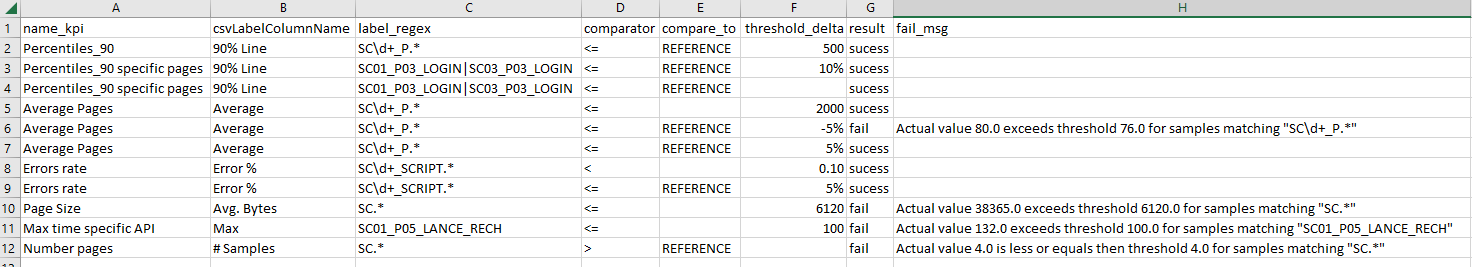 A B C D E F G H
1 name_kpi csvLabelColumnName label_regex comparator compare_to threshold_delta result fail_msg
2 Percentiles_90 90% Line SC\d+_P.* <= REFERENCE 500 sucess
3 Percentiles_90 specific pages 90% Line SC01_P03_LOGIN|SC03_P03_LOGIN <= REFERENCE 10% sucess
4 Percentiles_90 specific pages 90% Line SC01_P03_LOGIN|SC03_P03_LOGIN <= REFERENCE sucess
5 Average Pages Average SC\d+_P.* <= 2000 sucess
6 Average Pages Average SC\d+_P.* <= REFERENCE -5% fail Actual value 80.0 exceeds threshold 76.0 for samples matching "SC\d+_P.*"
7 Average Pages Average SC\d+_P.* <= REFERENCE 5% sucess
8 Errors rate Error % SC\d+_SCRIPT.* < 0.10 sucess
9 Errors rate Error % SC\d+_SCRIPT.* <= REFERENCE 5% sucess
10 Page Size Avg. Bytes SC.* <= 6120 fail Actual value 38365.0 exceeds threshold 6120.0 for samples matching "SC.*"
11 Max time specific API Max SC01_P05_LANCE_RECH <= 100 fail Actual value 132.0 exceeds threshold 100.0 for samples matching "SC01_P05_LANCE_RECH"
12 Number pages # Samples SC.* > REFERENCE fail Actual value 4.0 is less or equals then threshold 4.0 for samples matching "SC.*"